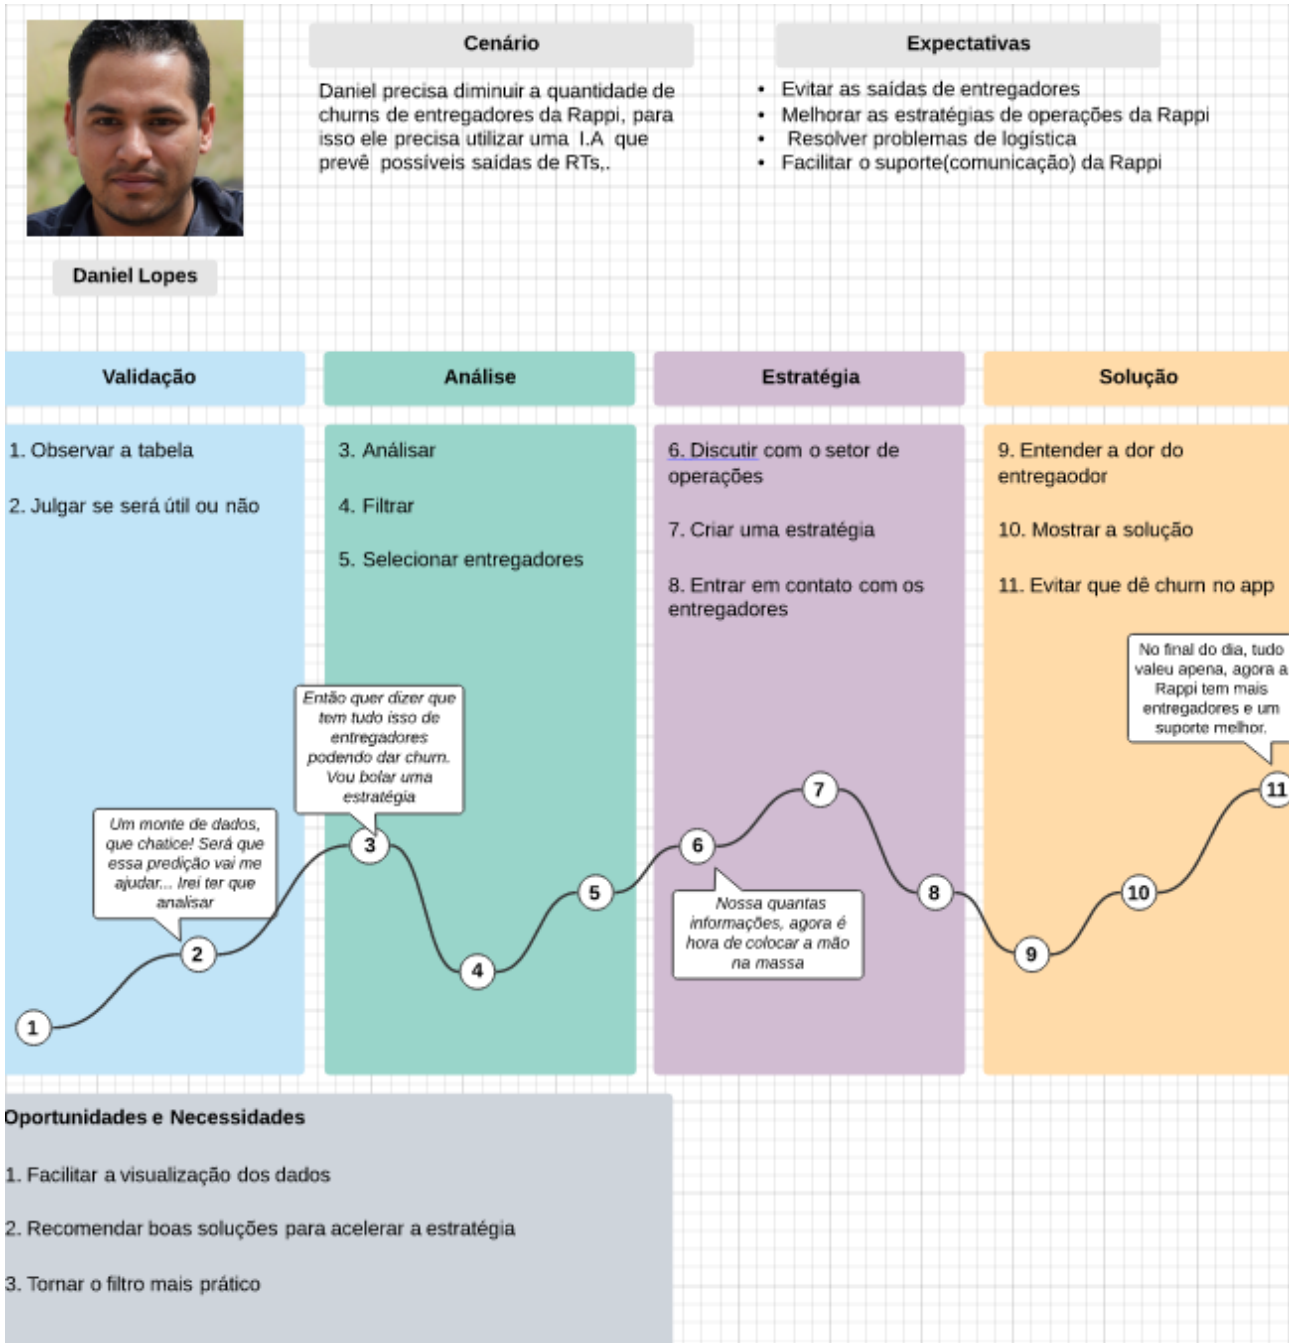 Cenário
Daniel precisa diminuir a quantidade de
churns de entregadores da Rappi, para
isso ele precisa utilizar uma I.A que
prevê possíveis saídas de RTs,.
Expectativas
• Evitar as saídas de entregadores
• Melhorar as estratégias de operações da Rappi
• Resolver problemas de logística
• Facilitar o suporte(comunicação) da Rappi
Daniel Lopes
Validação
1. Observar a tabela
2. Julgar se será útil ou não
Análise
3. Análisar
4. Filtrar
5. Selecionar entregadores
Estratégia
6. Discutir com o setor de
operações
7. Criar uma estratégia
8. Entrar em contato com os
entregadores
Solução
9. Entender a dor do
entregaodor
10. Mostrar a solução
11. Evitar que dê churn no app
Um monte de dados,
que chatice! Será que
essa predição vai me
ajudar... Irei ter que
analisar
Então quer dizer que
tem tudo isso de
entregadores
podendo dar churn.
Vou bolar uma
estratégia
Nossa quantas
informações, agora é
hora de colocar a mão
na massa
No final do dia, tudo
valeu apena, agora a
Rappi tem mais
entregadores e um
suporte melhor.
1
2
3
4
5
6
7
8
9
10
11
Oportunidades e Necessidades
1. Facilitar a visualização dos dados
2. Recomendar boas soluções para acelerar a estratégia
3. Tornar o filtro mais prático